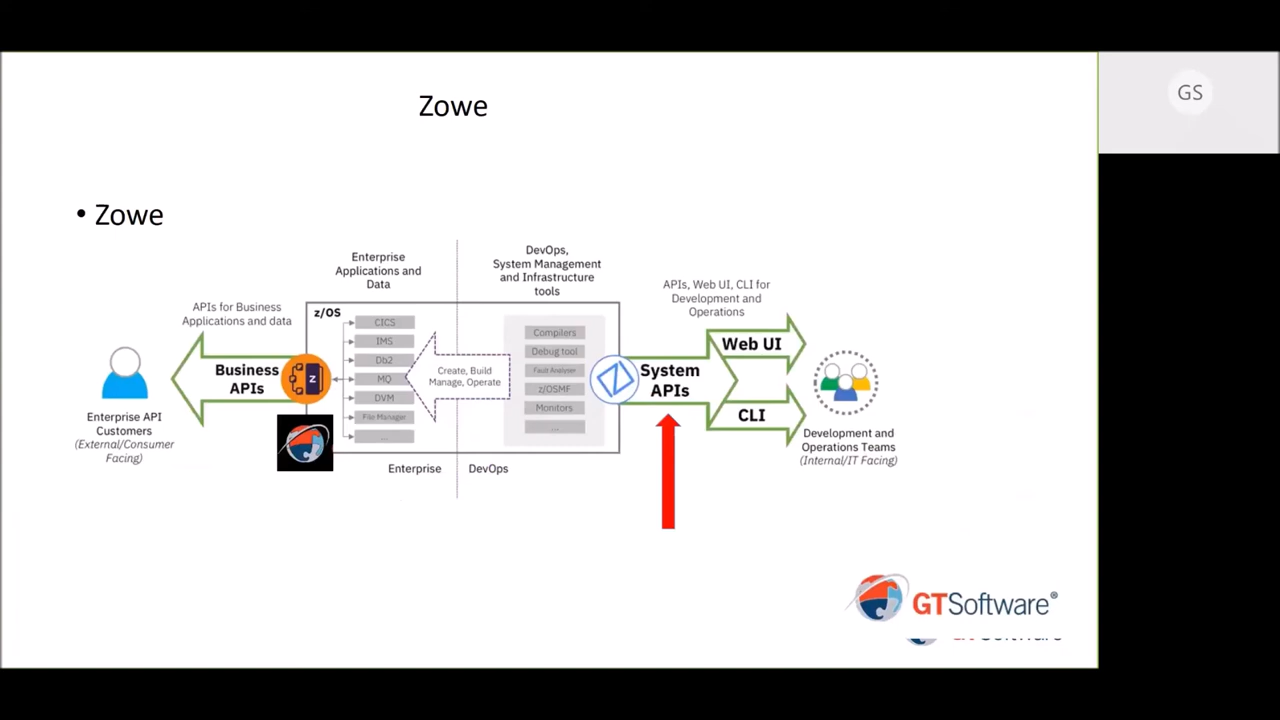 Zowe
GS
• Zowe
Enterprise
Applications and
Data
DevOps,
System Management
and Infrastructure
tools
APIs for Business
Applications and data
APIs, Web UI, CLI for
Development and
Operations
z/OS
CICS
IMS
Db2
MQ
DVM
File Manager
...
Create, Build
Manage, Operate
Compilers
Debug tool
Fault Analyzer
z/OSMF
Monitors
...
Business
APIs
z
System
APIs
Web UI
CLI
Enterprise API
Customers
(External/Consumer
Facing)
Development and
Operations Teams
(Internal/IT Facing)
Enterprise
DevOps
GTSoftware®